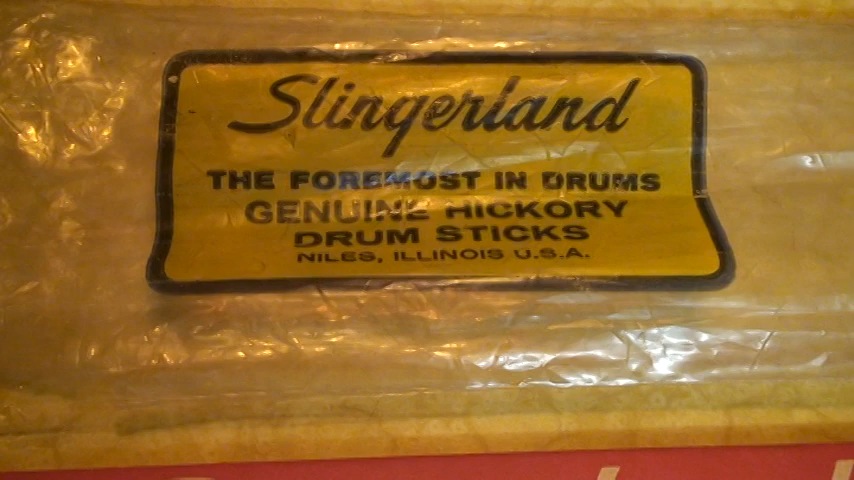 Slingerland
THE FOREMOST IN DRUMS
GENUINE HICKORY
DRUM STICKS
NILES, ILLINOIS U.S.A.